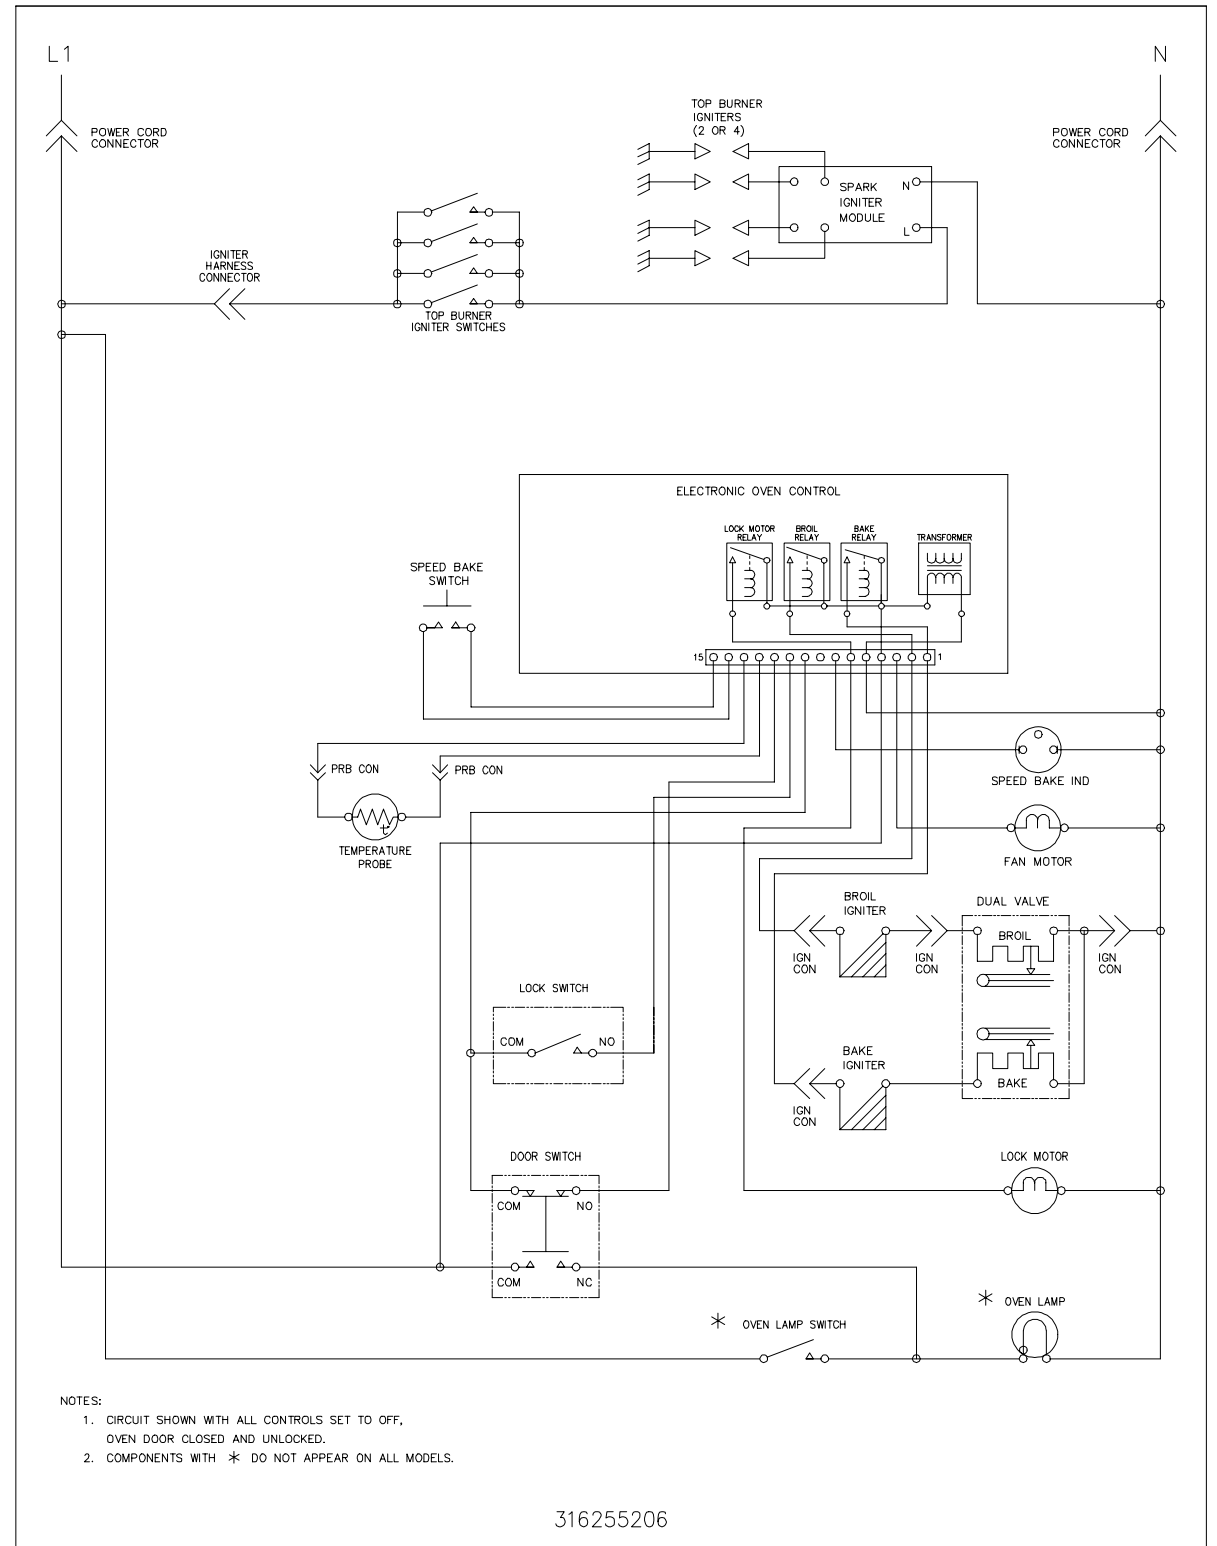 L1
N
POWER CORD
CONNECTOR
TOP BURNER
IGNITERS
(2 OR 4)
POWER CORD
CONNECTOR
SPARK
IGNITER
MODULE
N
L
IGNITER
HARNESS
CONNECTOR
TOP BURNER
IGNITER SWITCHES
ELECTRONIC OVEN CONTROL
LOCK MOTOR
RELAY
BROIL
RELAY
BAKE
RELAY
TRANSFORMER
SPEED BAKE
SWITCH
15
1
PRB CON
PRB CON
SPEED BAKE IND
t
TEMPERATURE
PROBE
FAN MOTOR
BROIL
IGNITER
DUAL VALVE
BROIL
IGN
CON
IGN
CON
IGN
CON
LOCK SWITCH
COM
NO
BAKE
IGNITER
BAKE
IGN
CON
DOOR SWITCH
LOCK MOTOR
COM
NO
COM
NC
* OVEN LAMP
* OVEN LAMP SWITCH
NOTES:
1. CIRCUIT SHOWN WITH ALL CONTROLS SET TO OFF,
OVEN DOOR CLOSED AND UNLOCKED.
2. COMPONENTS WITH * DO NOT APPEAR ON ALL MODELS.
316255206